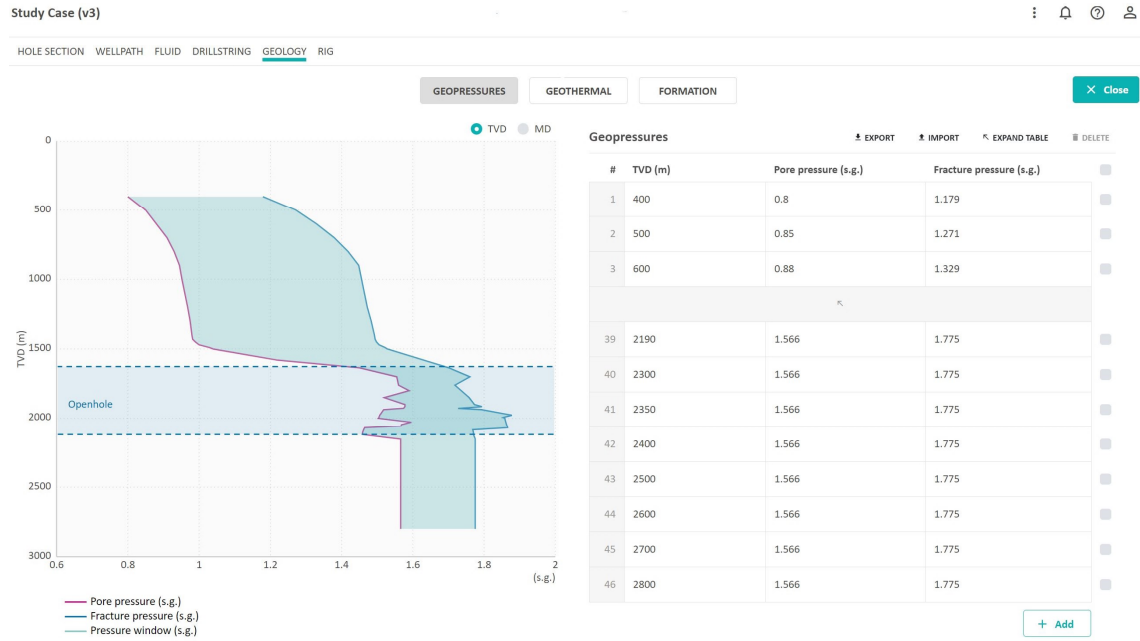 Study Case (v3)
HOLE SECTION WELLPATH FLUID DRILLSTRING GEOLOGY RIG
GEOPRESSURES GEOTHERMAL FORMATION
× Close
TVD MD
0
500
1000
1500
2000
2500
3000
TVD (m)
Openhole
0.6 0.8 1 1.2 1.4 1.6 1.8 2
(s.g.)
Pore pressure (s.g.)
Fracture pressure (s.g.)
Pressure window (s.g.)
Geopressures EXPORT IMPORT EXPAND TABLE DELETE
# TVD (m) Pore pressure (s.g.) Fracture pressure (s.g.)
1 400 0.8 1.179
2 500 0.85 1.271
3 600 0.88 1.329
39 2190 1.566 1.775
40 2300 1.566 1.775
41 2350 1.566 1.775
42 2400 1.566 1.775
43 2500 1.566 1.775
44 2600 1.566 1.775
45 2700 1.566 1.775
46 2800 1.566 1.775
+ Add